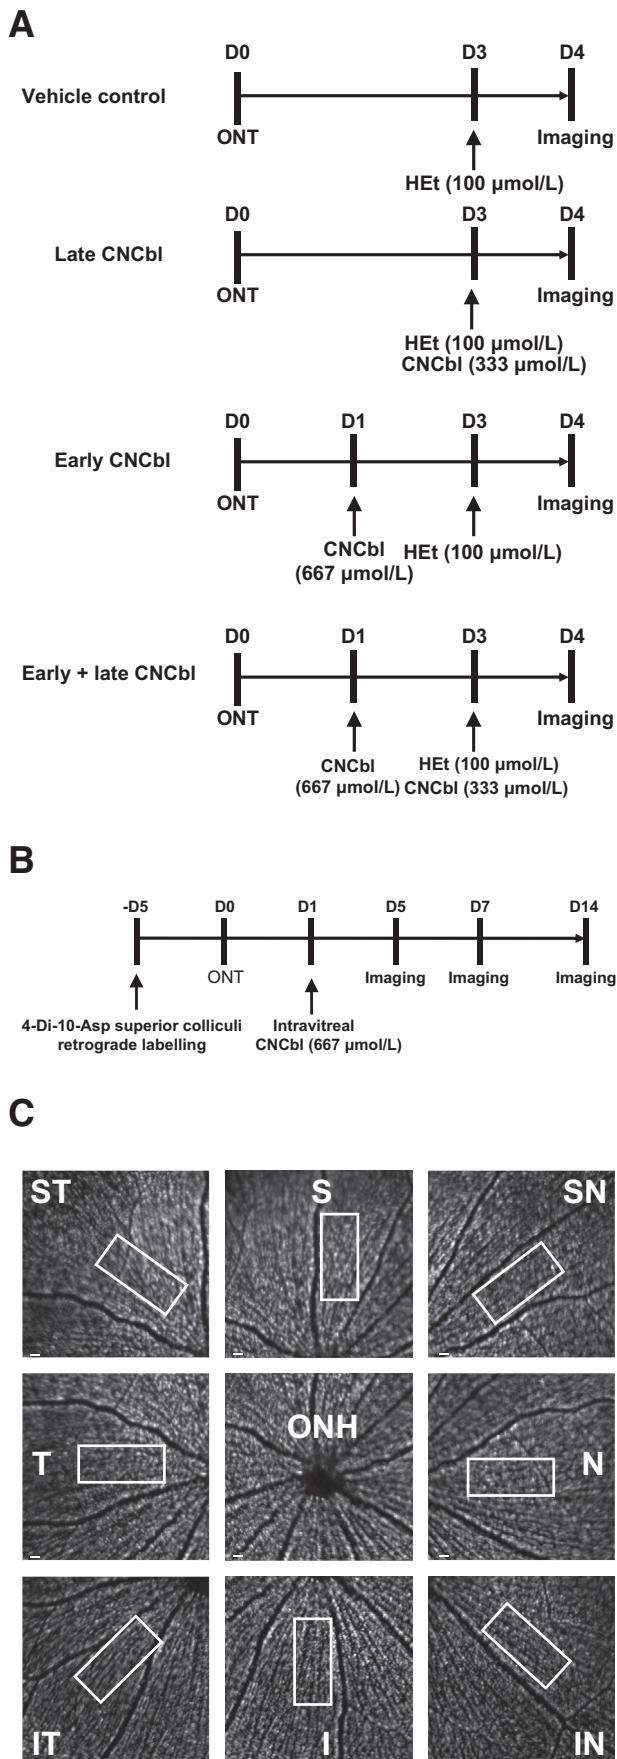 A
D0 D3 D4
Vehicle control
ONT Imaging
HEt (100 µmol/L)
D0 D3 D4
Late CNCbl
ONT Imaging
HEt (100 µmol/L)
CNCbl (333 µmol/L)
D0 D1 D3 D4
Early CNCbl
ONT Imaging
CNCbl HEt (100 µmol/L)
(667 µmol/L)
D0 D1 D3 D4
Early + late CNCbl
ONT Imaging
CNCbl HEt (100 µmol/L)
(667 µmol/L) CNCbl (333 µmol/L)
B
-D5 D0 D1 D5 D7 D14
ONT Imaging Imaging Imaging
4-Di-10-Asp superior colliculi Intravitreal
retrograde labelling CNCbl (667 µmol/L)
C
ST S SN
T ONH N
IT I IN